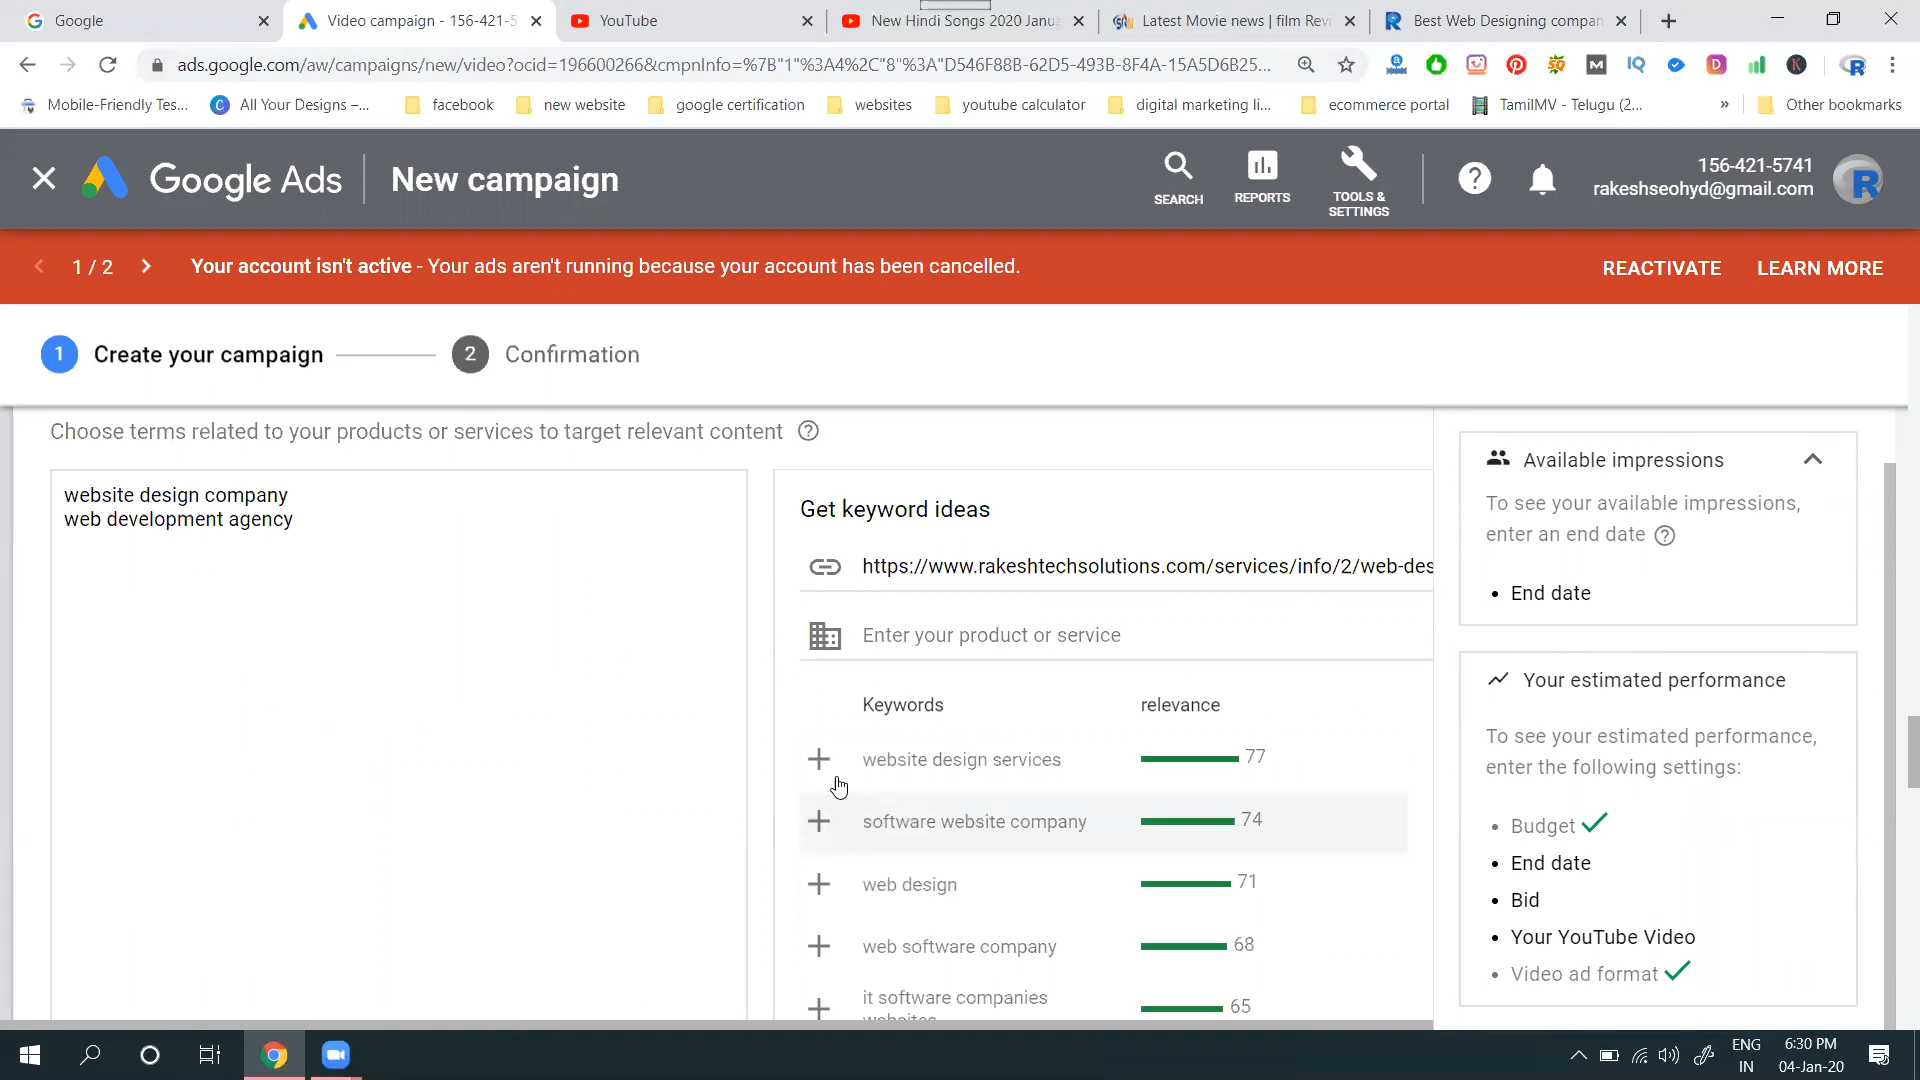 Google
Video campaign - 156-421-5
YouTube
New Hindi Songs 2020 Janu
Latest Movie news | film Revi
Best Web Designing compan
ads.google.com/aw/campaigns/new/video?ocid=196600266&cmpnInfo=%7B"1"%3A4%2C"8"%3A"D546F88B-62D5-493B-8F4A-15A5D6B25...
Mobile-Friendly Tes...
All Your Designs –...
facebook
new website
google certification
websites
youtube calculator
digital marketing li...
ecommerce portal
TamilMV - Telugu (2...
»
Other bookmarks
Google Ads
New campaign
SEARCH
REPORTS
TOOLS &
SETTINGS
156-421-5741
rakeshseohyd@gmail.com
1 / 2
Your account isn't active - Your ads aren't running because your account has been cancelled.
REACTIVATE
LEARN MORE
1 Create your campaign
2 Confirmation
Choose terms related to your products or services to target relevant content
website design company
web development agency
Get keyword ideas
https://www.rakeshtechsolutions.com/services/info/2/web-des
Enter your product or service
Keywords relevance
website design services 77
software website company 74
web design 71
web software company 68
it software companies 65
websites
Available impressions
To see your available impressions,
enter an end date
• End date
Your estimated performance
To see your estimated performance,
enter the following settings:
• Budget
• End date
• Bid
• Your YouTube Video
• Video ad format
ENG
IN
6:30 PM
04-Jan-20